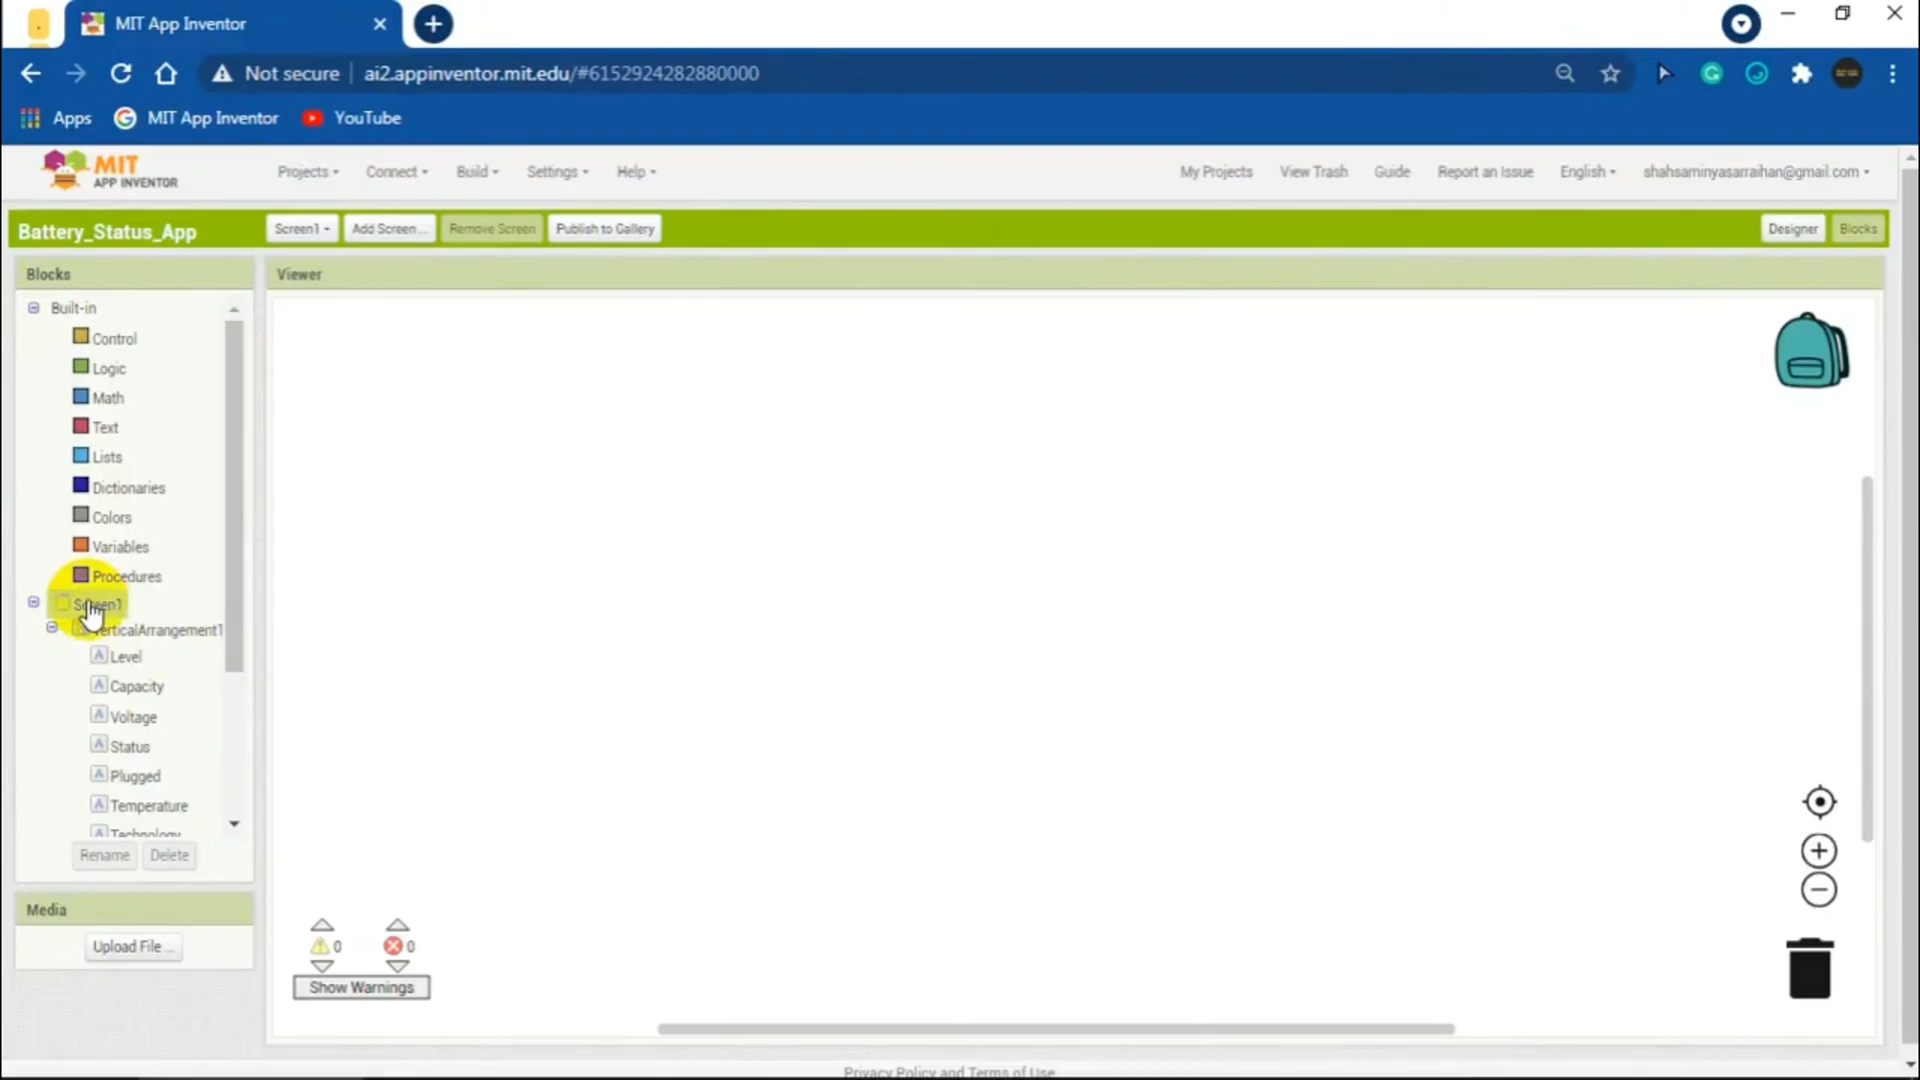 MIT App Inventor
Not secure ai2.appinventor.mit.edu/#6152924282880000
Apps MIT App Inventor YouTube
MIT
APP INVENTOR
Projects Connect Build Settings Help My Projects View Trash Guide Report an Issue English shahsaminyasarraihan@gmail.com
Battery_Status_App Screen1 Add Screen ... Remove Screen Publish to Gallery Designer Blocks
Blocks
Viewer
Built-in
Control
Logic
Math
Text
Lists
Dictionaries
Colors
Variables
Procedures
Screen1
VerticalArrangement1
Level
Capacity
Voltage
Status
Plugged
Temperature
Technology
Rename Delete
Media
Upload File ...
0 0
Show Warnings
Privacy Policy and Terms of Use